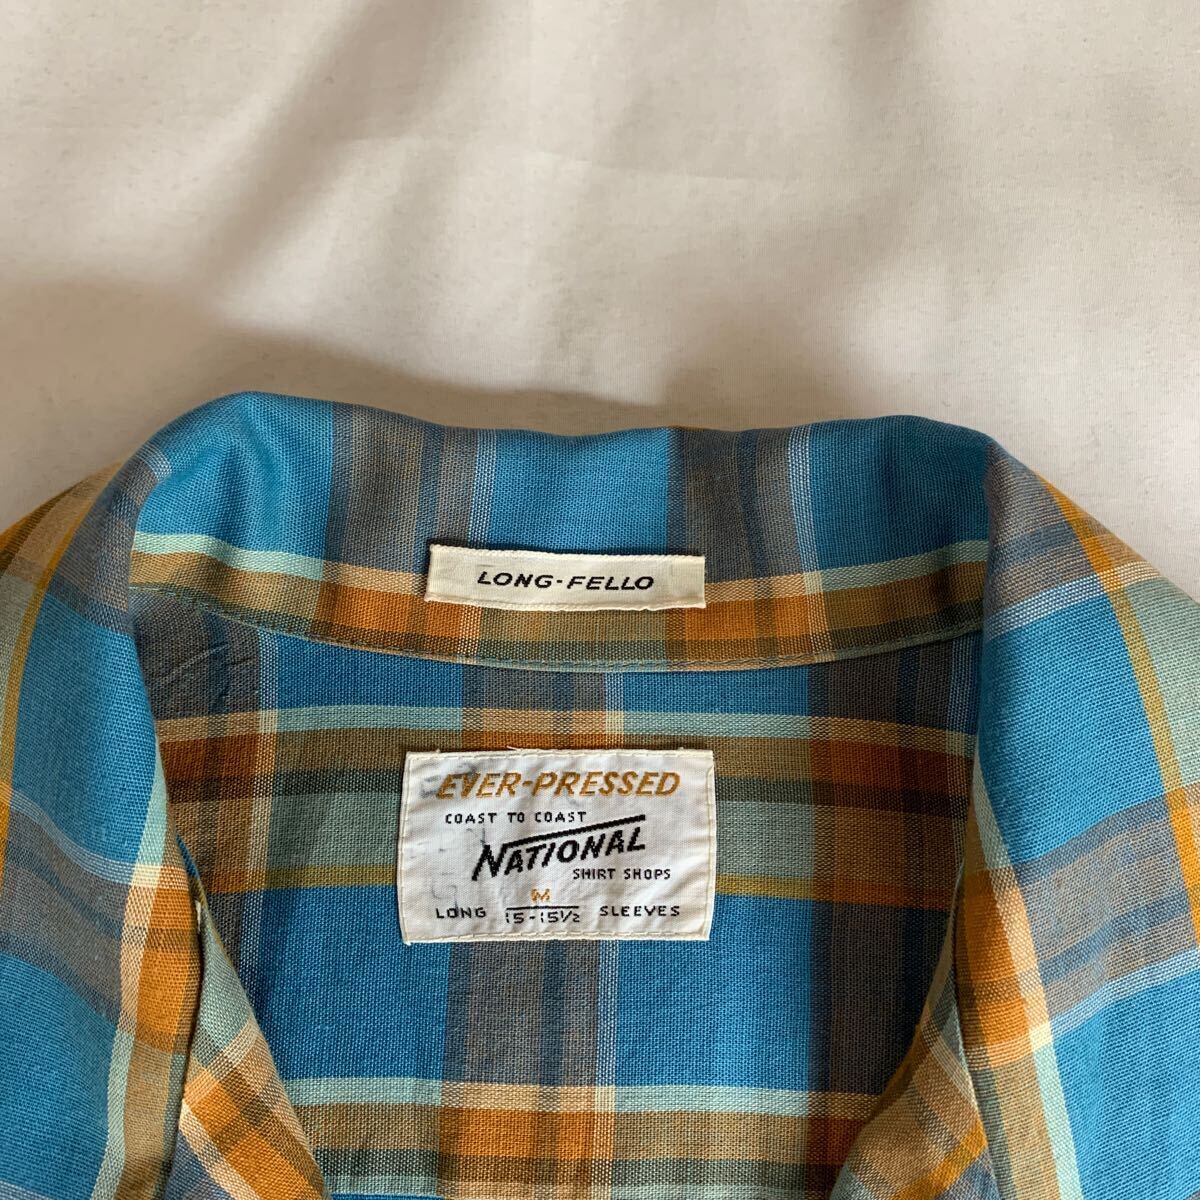 LONG-FELLO
EVER-PRESSED
COAST TO COAST
NATIONAL
SHIRT SHOPS
M
LONG 15-15½ SLEEVES